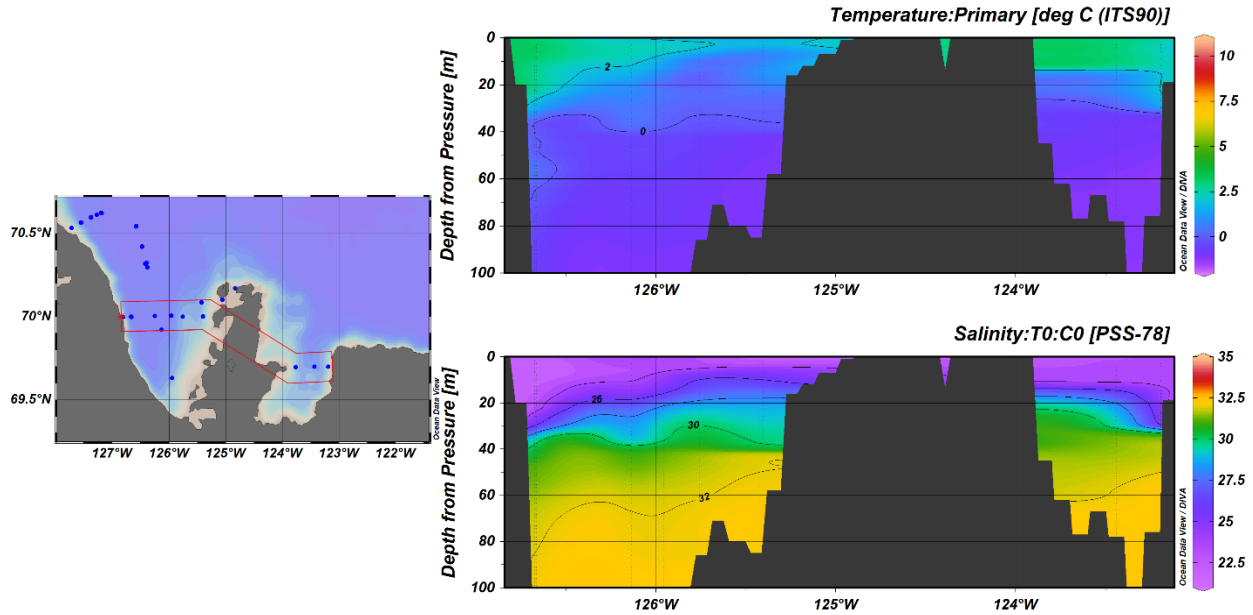 Temperature:Primary [deg C (ITS90)]
Depth from Pressure [m]
0
20
40
60
80
100
2
0
126°W
125°W
124°W
Ocean Data View / DIVA
10
7.5
5
2.5
0
70.5°N
70°N
69.5°N
127°W
126°W
125°W
124°W
123°W
122°W
Ocean Data View
Salinity:T0:C0 [PSS-78]
Depth from Pressure [m]
0
20
40
60
80
100
26
30
32
126°W
125°W
124°W
Ocean Data View / DIVA
35
32.5
30
27.5
25
22.5